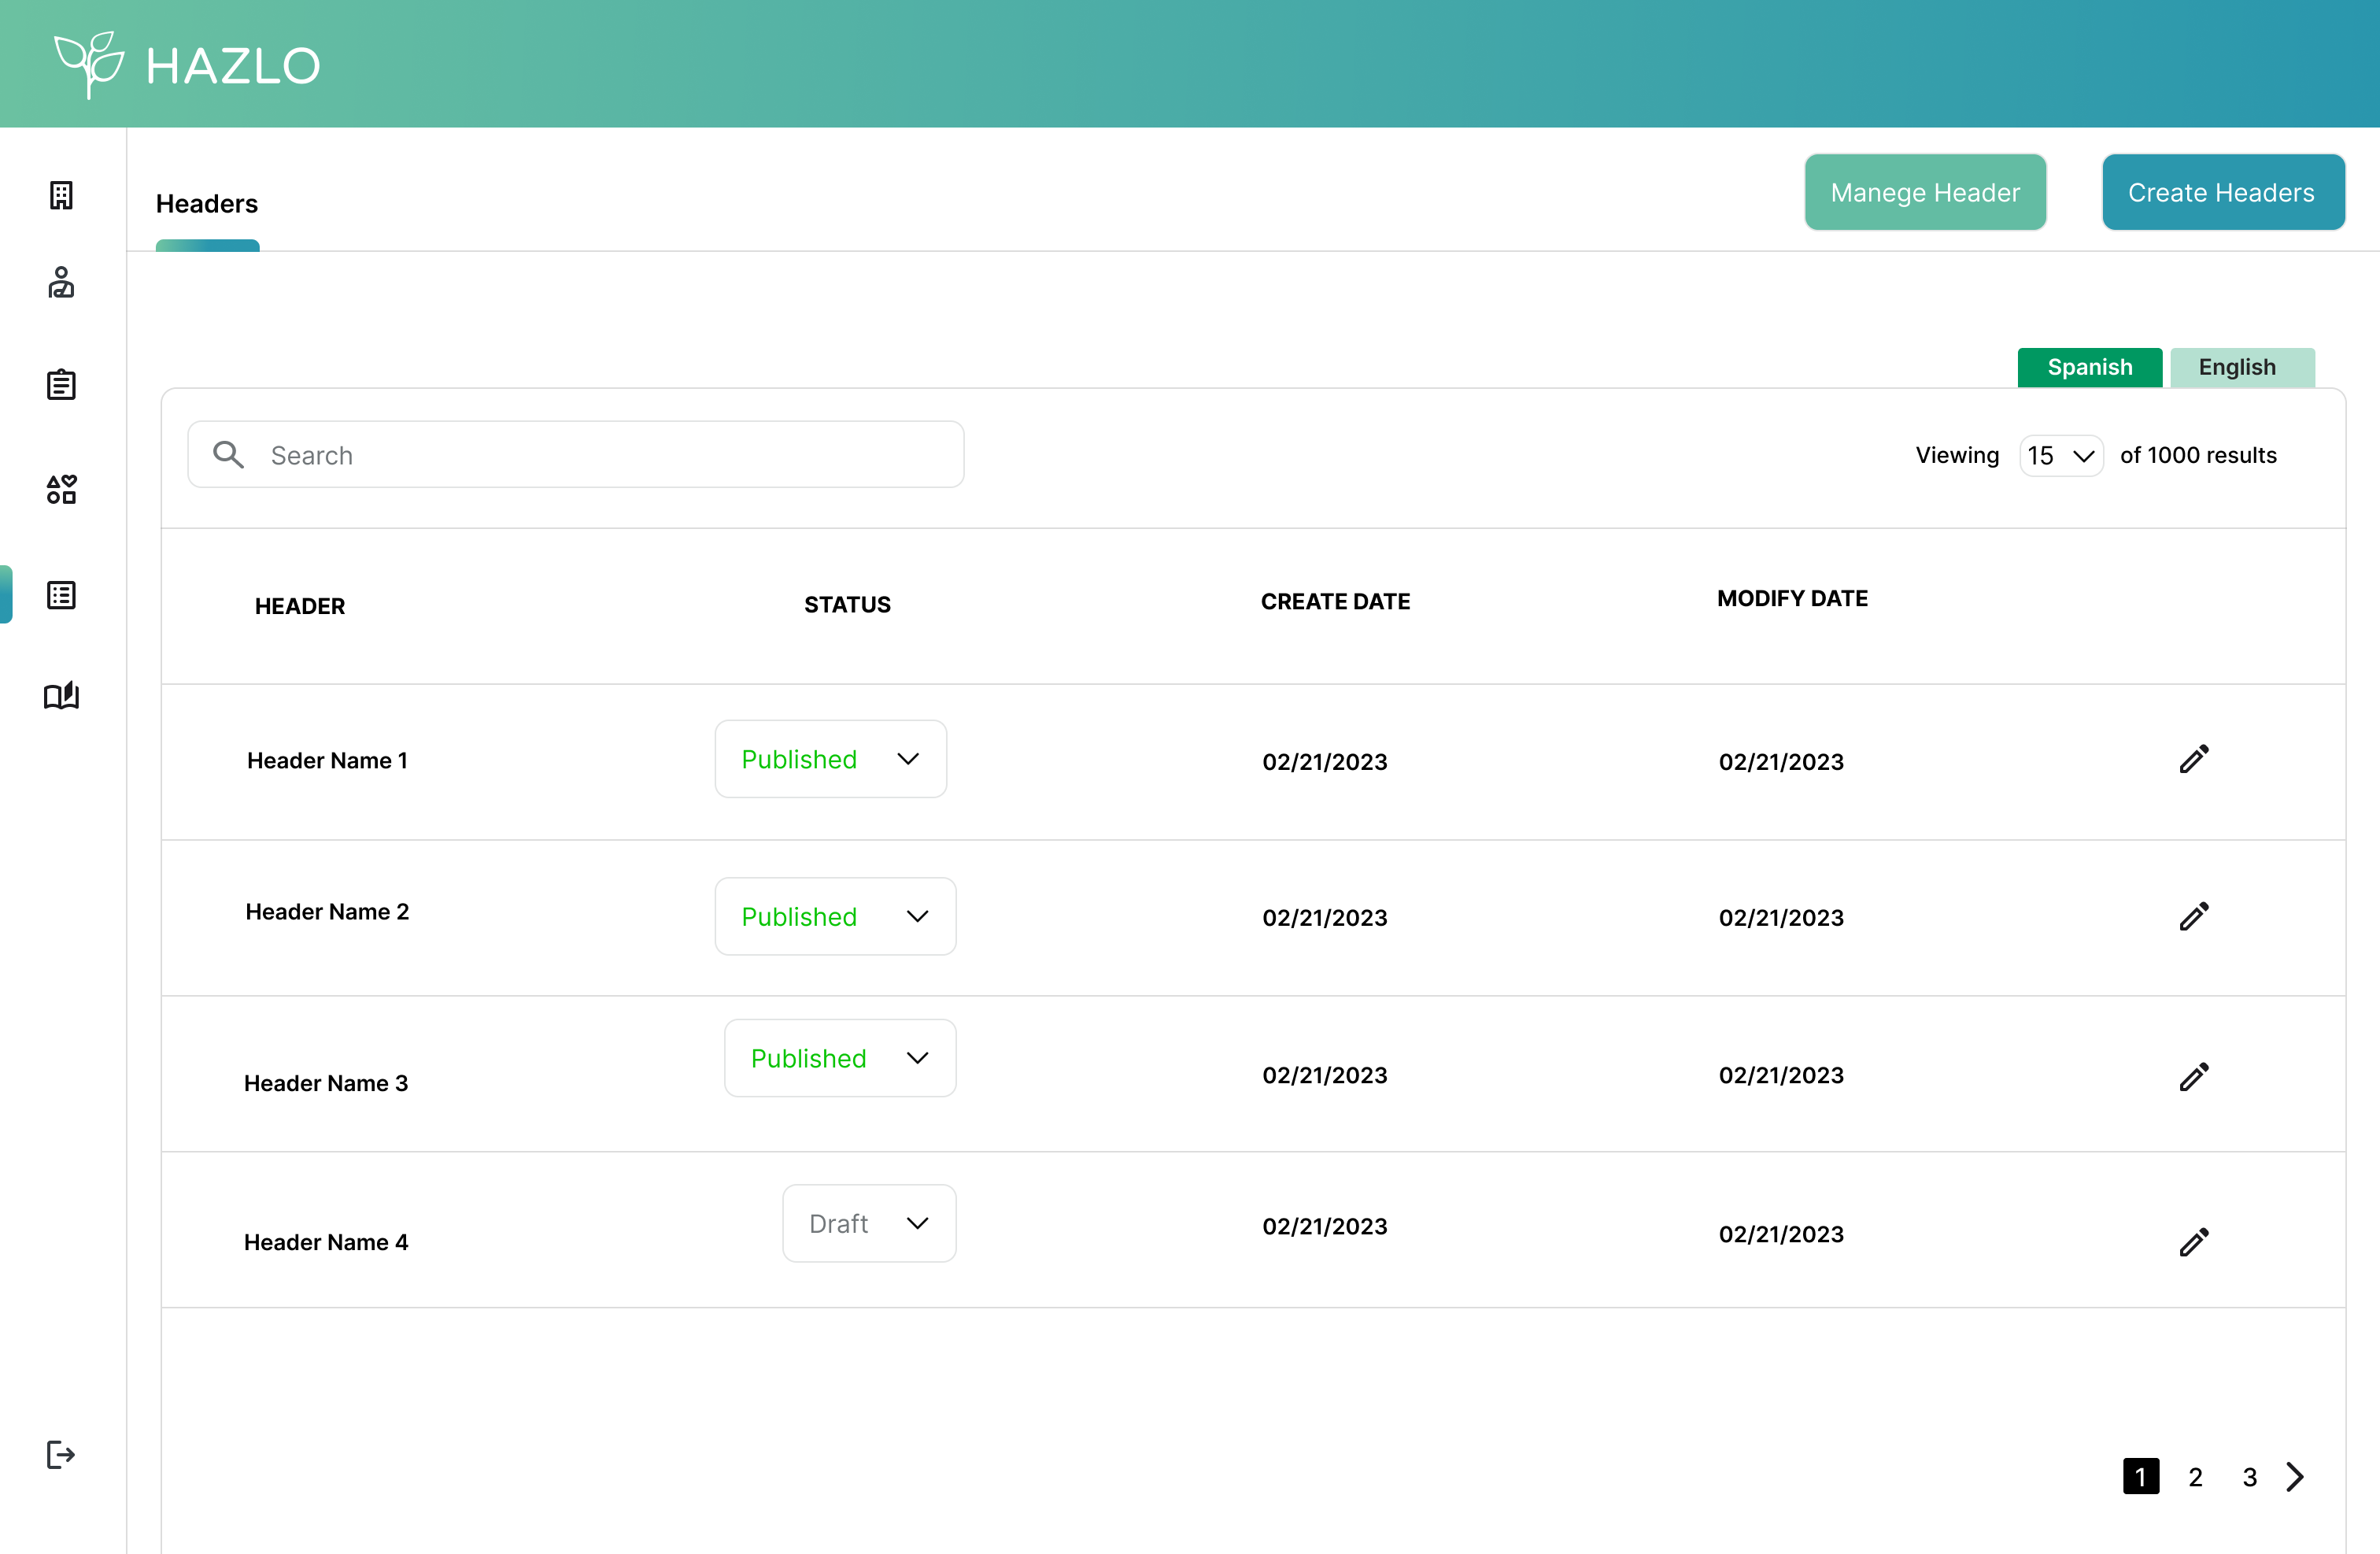 HAZLO
Headers
Manege Header
Create Headers
Spanish
English
Search
Viewing 15 of 1000 results
HEADER STATUS CREATE DATE MODIFY DATE
Header Name 1 Published 02/21/2023 02/21/2023
Header Name 2 Published 02/21/2023 02/21/2023
Header Name 3 Published 02/21/2023 02/21/2023
Header Name 4 Draft 02/21/2023 02/21/2023
1 2 3